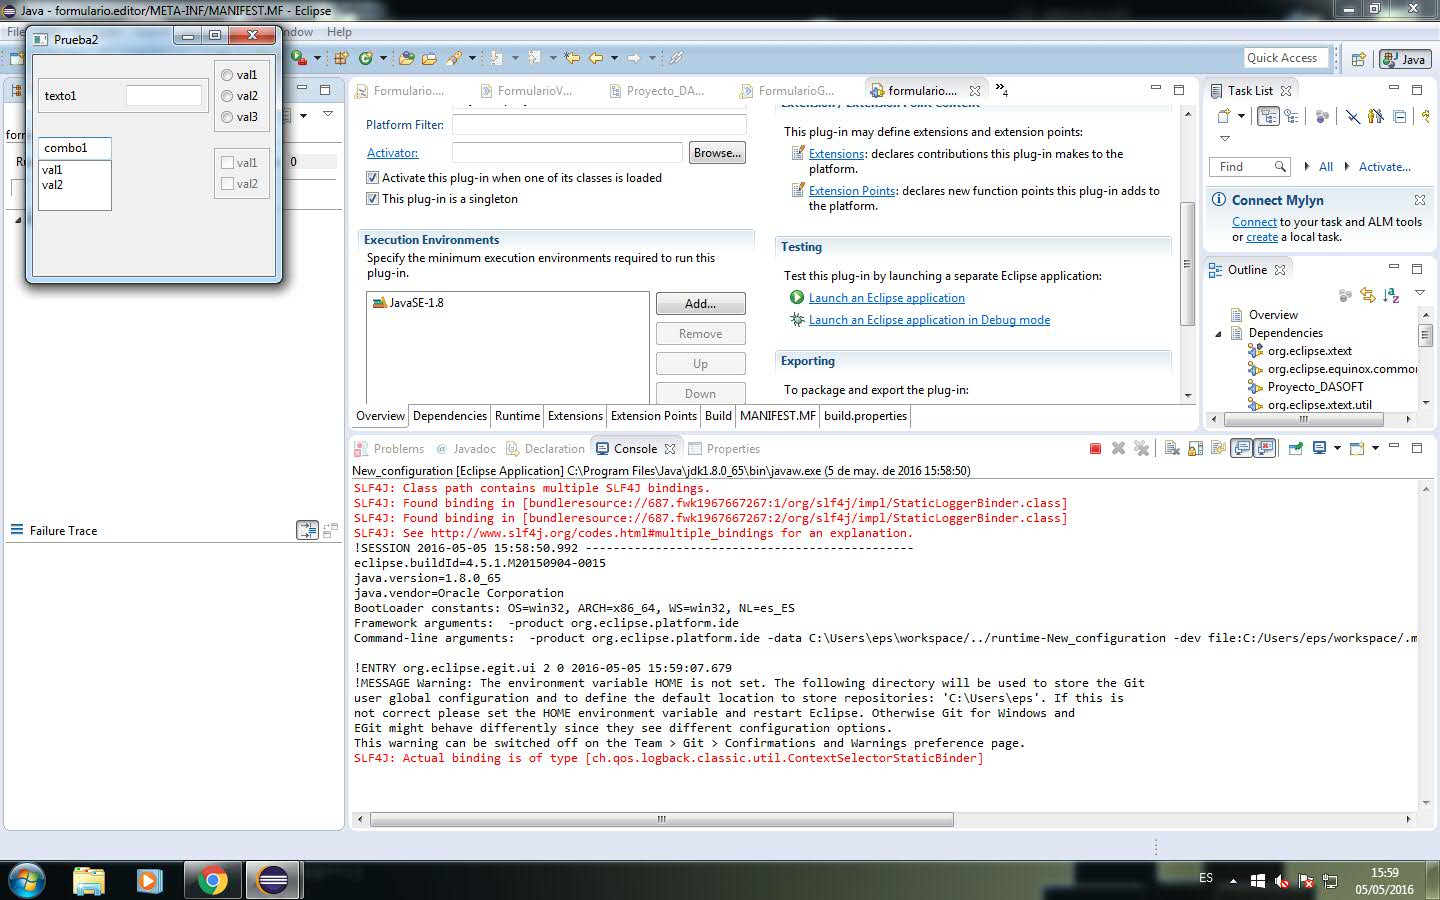 Java - formulario.editor/META-INF/MANIFEST.MF - Eclipse
Help
Quick Access
Java
Prueba2
texto1
val1
val2
val3
combo1
val1
val2
val1
val2
0
Failure Trace
Formulario....
FormularioV...
Proyecto_DA...
FormularioG...
formulario....
4
Platform Filter:
Activator:
Browse...
Activate this plug-in when one of its classes is loaded
This plug-in is a singleton
Execution Environments
Specify the minimum execution environments required to run this
plug-in.
JavaSE-1.8
Add...
Remove
Up
Down
Extension / Extension Point Content
This plug-in may define extensions and extension points:
Extensions: declares contributions this plug-in makes to the
platform.
Extension Points: declares new function points this plug-in adds to
the platform.
Testing
Test this plug-in by launching a separate Eclipse application:
Launch an Eclipse application
Launch an Eclipse application in Debug mode
Exporting
To package and export the plug-in:
Overview Dependencies Runtime Extensions Extension Points Build MANIFEST.MF build.properties
Task List
Find
All
Activate...
Connect Mylyn
Connect to your task and ALM tools
or create a local task.
Outline
Overview
Dependencies
org.eclipse.xtext
org.eclipse.equinox.common
Proyecto_DASOFT
org.eclipse.xtext.util
Problems Javadoc Declaration Console Properties
New_configuration [Eclipse Application] C:\Program Files\Java\jdk1.8.0_65\bin\javaw.exe (5 de may. de 2016 15:58:50)
SLF4J: Class path contains multiple SLF4J bindings.
SLF4J: Found binding in [bundleresource://687.fwk1967667267:1/org/slf4j/impl/StaticLoggerBinder.class]
SLF4J: Found binding in [bundleresource://687.fwk1967667267:2/org/slf4j/impl/StaticLoggerBinder.class]
SLF4J: See http://www.slf4j.org/codes.html#multiple_bindings for an explanation.
!SESSION 2016-05-05 15:58:50.992 -----------------------------------------------
eclipse.buildId=4.5.1.M20150904-0015
java.version=1.8.0_65
java.vendor=Oracle Corporation
BootLoader constants: OS=win32, ARCH=x86_64, WS=win32, NL=es_ES
Framework arguments:  -product org.eclipse.platform.ide
Command-line arguments:  -product org.eclipse.platform.ide -data C:\Users\eps\workspace/../runtime-New_configuration -dev file:C:/Users/eps/workspace/.m
!ENTRY org.eclipse.egit.ui 2 0 2016-05-05 15:59:07.679
!MESSAGE Warning: The environment variable HOME is not set. The following directory will be used to store the Git
user global configuration and to define the default location to store repositories: 'C:\Users\eps'. If this is
not correct please set the HOME environment variable and restart Eclipse. Otherwise Git for Windows and
EGit might behave differently since they see different configuration options.
This warning can be switched off on the Team > Git > Confirmations and Warnings preference page.
SLF4J: Actual binding is of type [ch.qos.logback.classic.util.ContextSelectorStaticBinder]
ES
15:59
05/05/2016